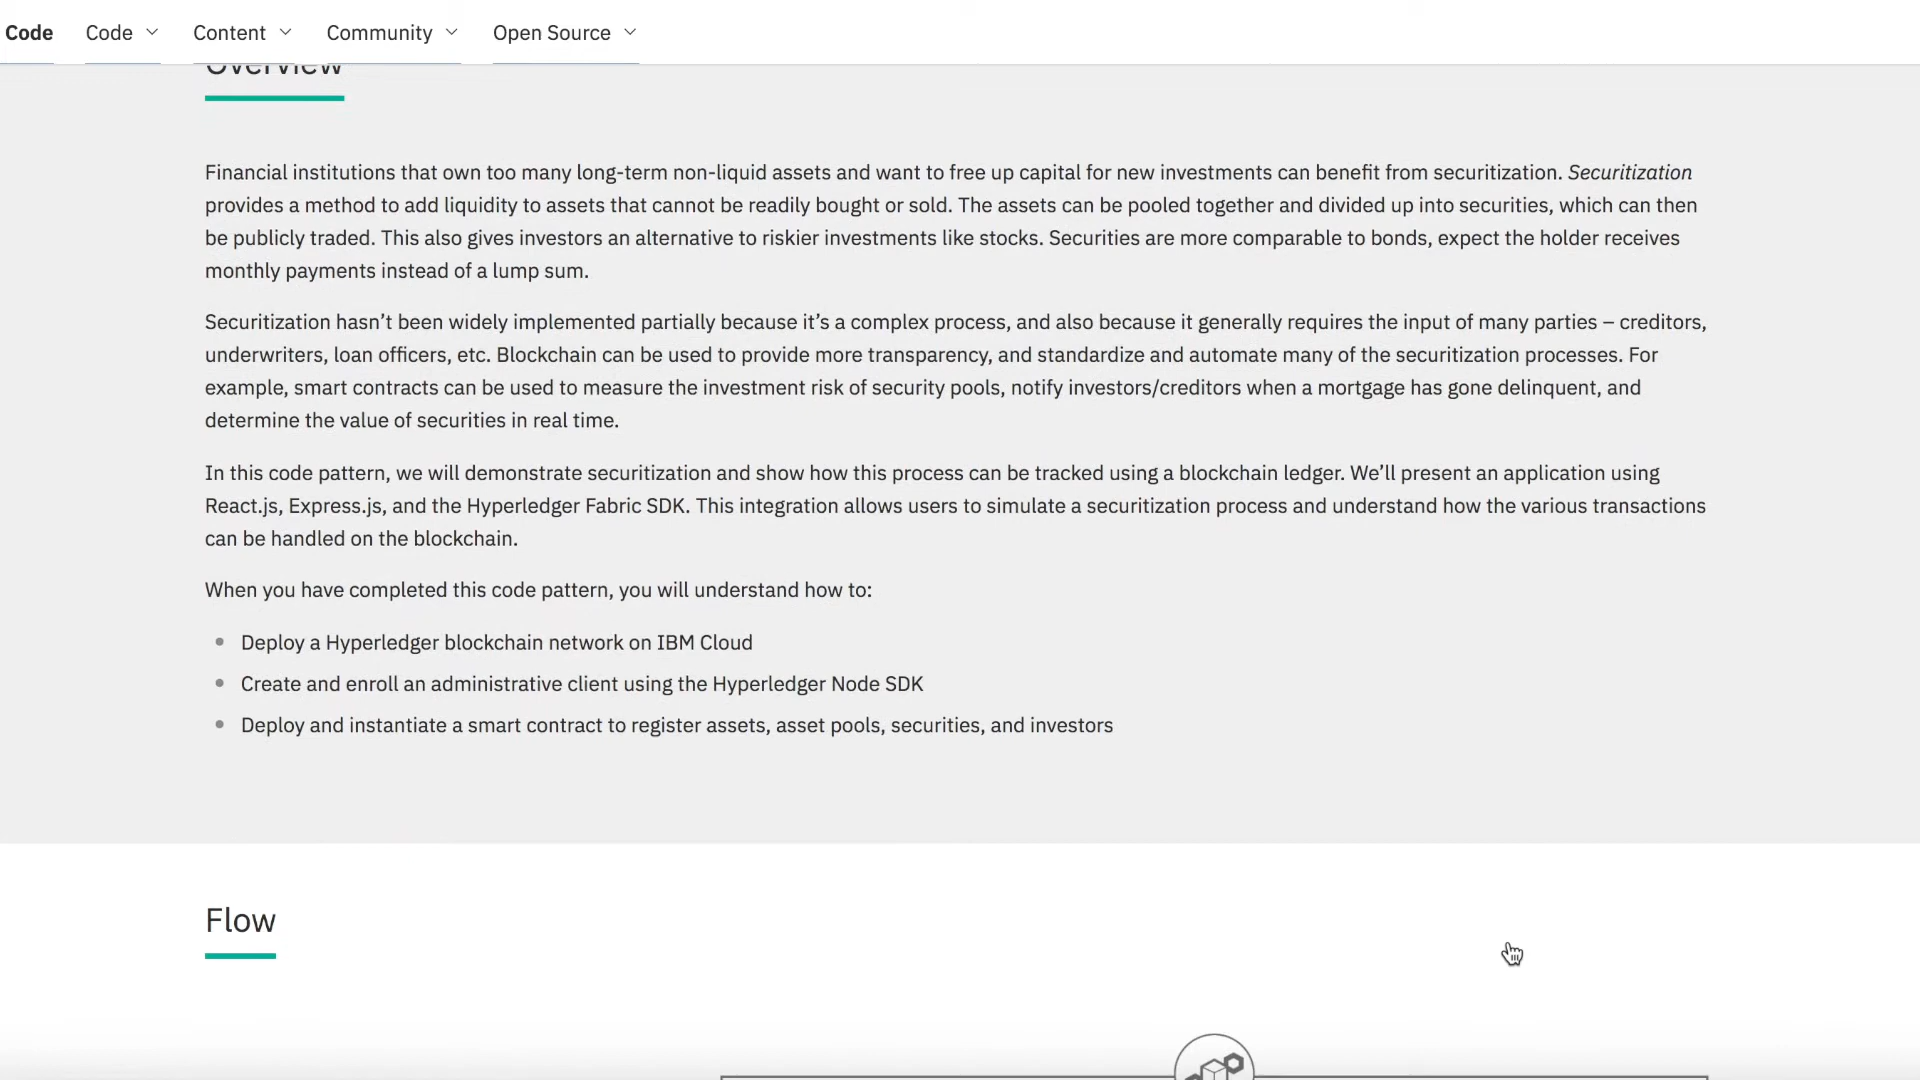 Code Code Content Community Open Source
Overview
Financial institutions that own too many long-term non-liquid assets and want to free up capital for new investments can benefit from securitization. Securitization
provides a method to add liquidity to assets that cannot be readily bought or sold. The assets can be pooled together and divided up into securities, which can then
be publicly traded. This also gives investors an alternative to riskier investments like stocks. Securities are more comparable to bonds, expect the holder receives
monthly payments instead of a lump sum.
Securitization hasn’t been widely implemented partially because it’s a complex process, and also because it generally requires the input of many parties – creditors,
underwriters, loan officers, etc. Blockchain can be used to provide more transparency, and standardize and automate many of the securitization processes. For
example, smart contracts can be used to measure the investment risk of security pools, notify investors/creditors when a mortgage has gone delinquent, and
determine the value of securities in real time.
In this code pattern, we will demonstrate securitization and show how this process can be tracked using a blockchain ledger. We’ll present an application using
React.js, Express.js, and the Hyperledger Fabric SDK. This integration allows users to simulate a securitization process and understand how the various transactions
can be handled on the blockchain.
When you have completed this code pattern, you will understand how to:
Deploy a Hyperledger blockchain network on IBM Cloud
Create and enroll an administrative client using the Hyperledger Node SDK
Deploy and instantiate a smart contract to register assets, asset pools, securities, and investors
Flow